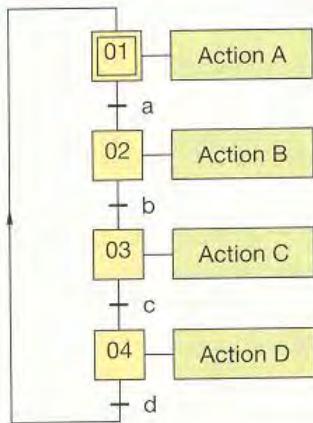 01 Action A
a
02 Action B
b
03 Action C
c
04 Action D
d